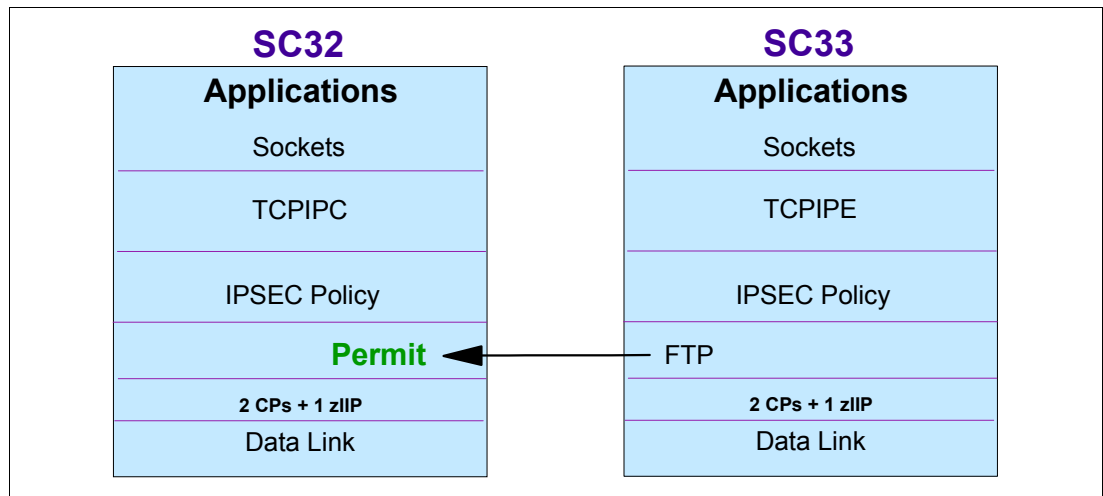 SC32
Applications
Sockets
TCPIPC
IPSEC Policy
Permit
2 CPs + 1 zIIP
Data Link
SC33
Applications
Sockets
TCPIPE
IPSEC Policy
FTP
2 CPs + 1 zIIP
Data Link